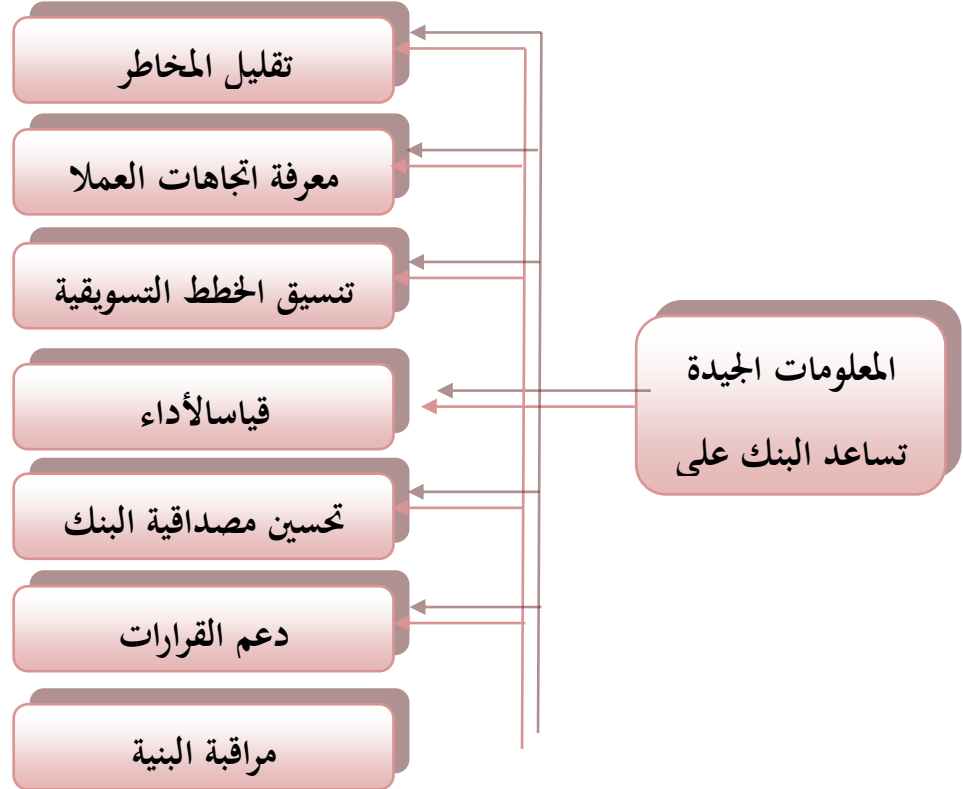 المعلومات الجيدة
تساعد البنك على
تقليل المخاطر
معرفة اتجاهات العملا
تنسيق الخطط التسويقية
قياسالأداء
تحسين مصداقية البنك
دعم القرارات
مراقبة البنية